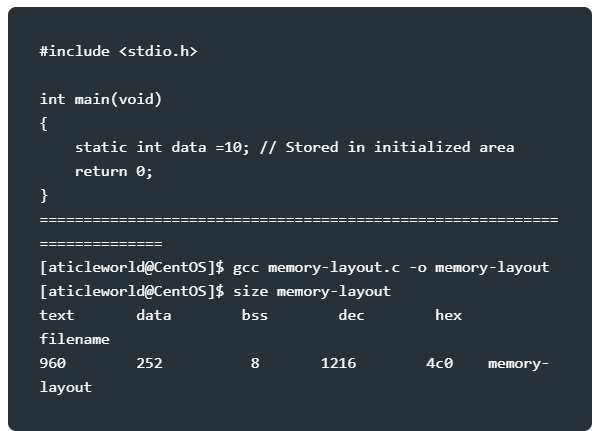 #include <stdio.h>
int main(void)
{
static int data =10; // Stored in initialized area
return 0;
}
===========================================================
==============
[aticleworld@CentOS]$ gcc memory-layout.c -o memory-layout
[aticleworld@CentOS]$ size memory-layout
text data bss dec hex
filename
960 252 8 1216 4c0 memory-
layout